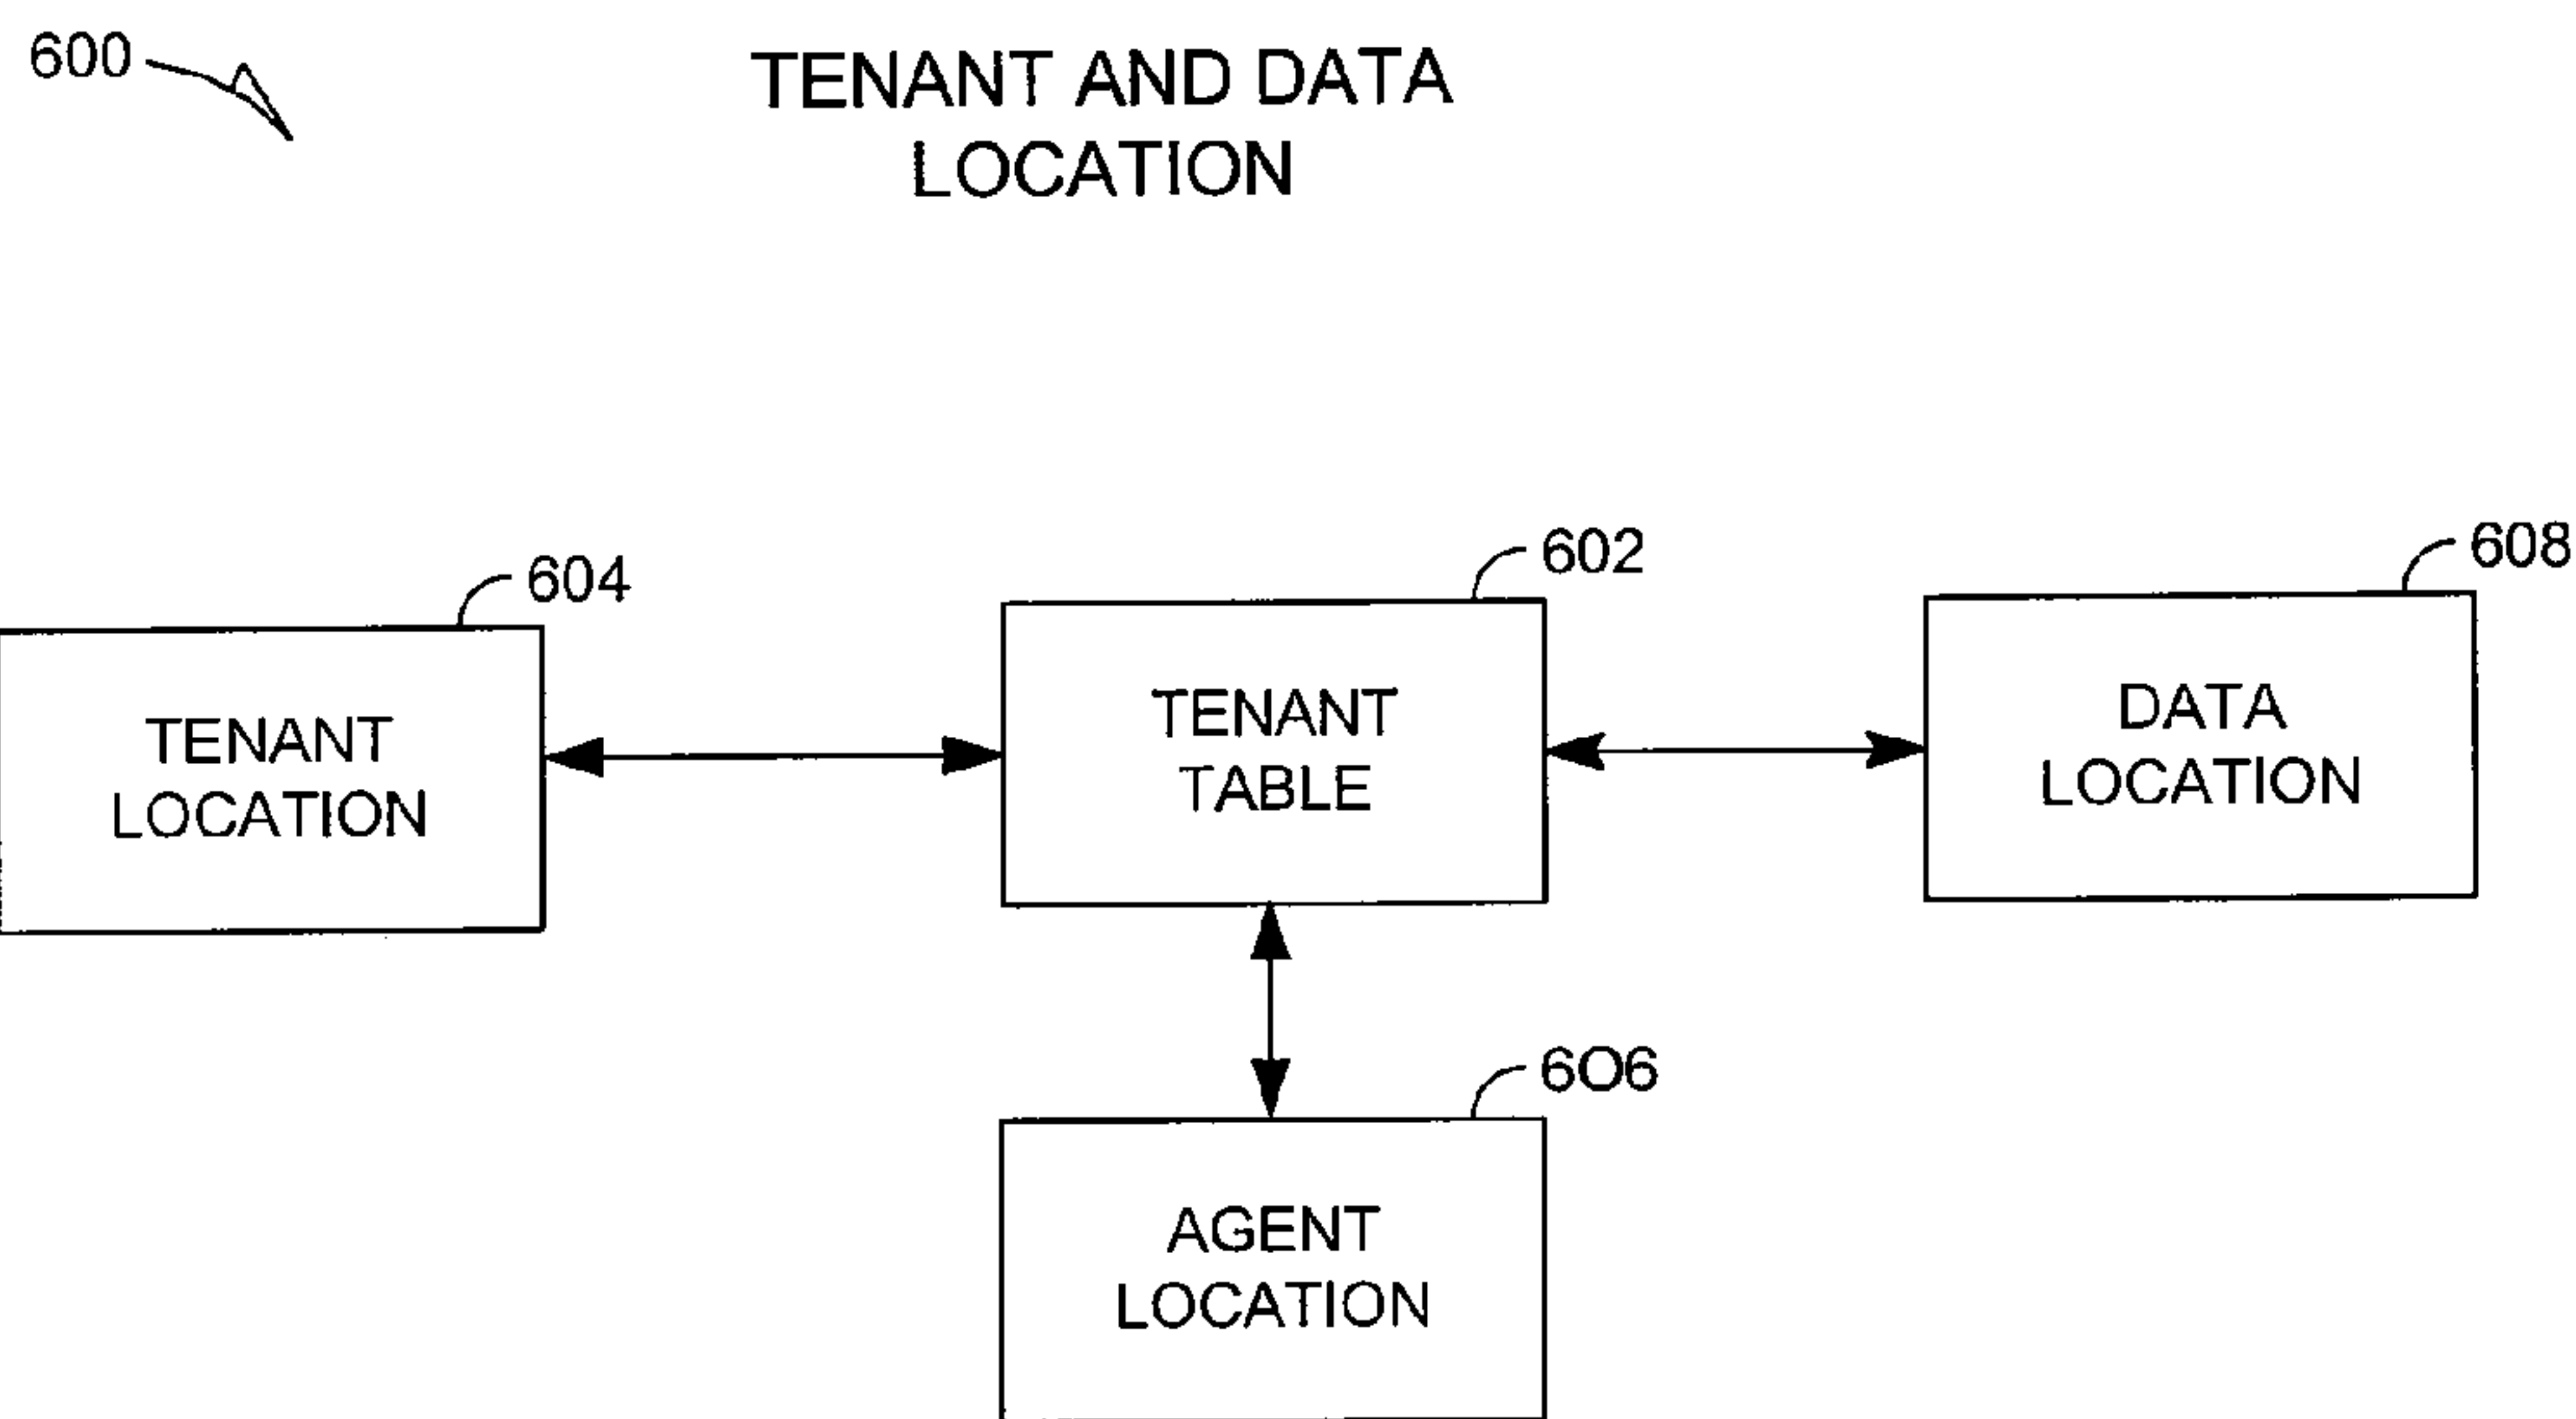 600
TENANT AND DATA
LOCATION
604
602
608
TENANT
LOCATION
TENANT
TABLE
DATA
LOCATION
606
AGENT
LOCATION